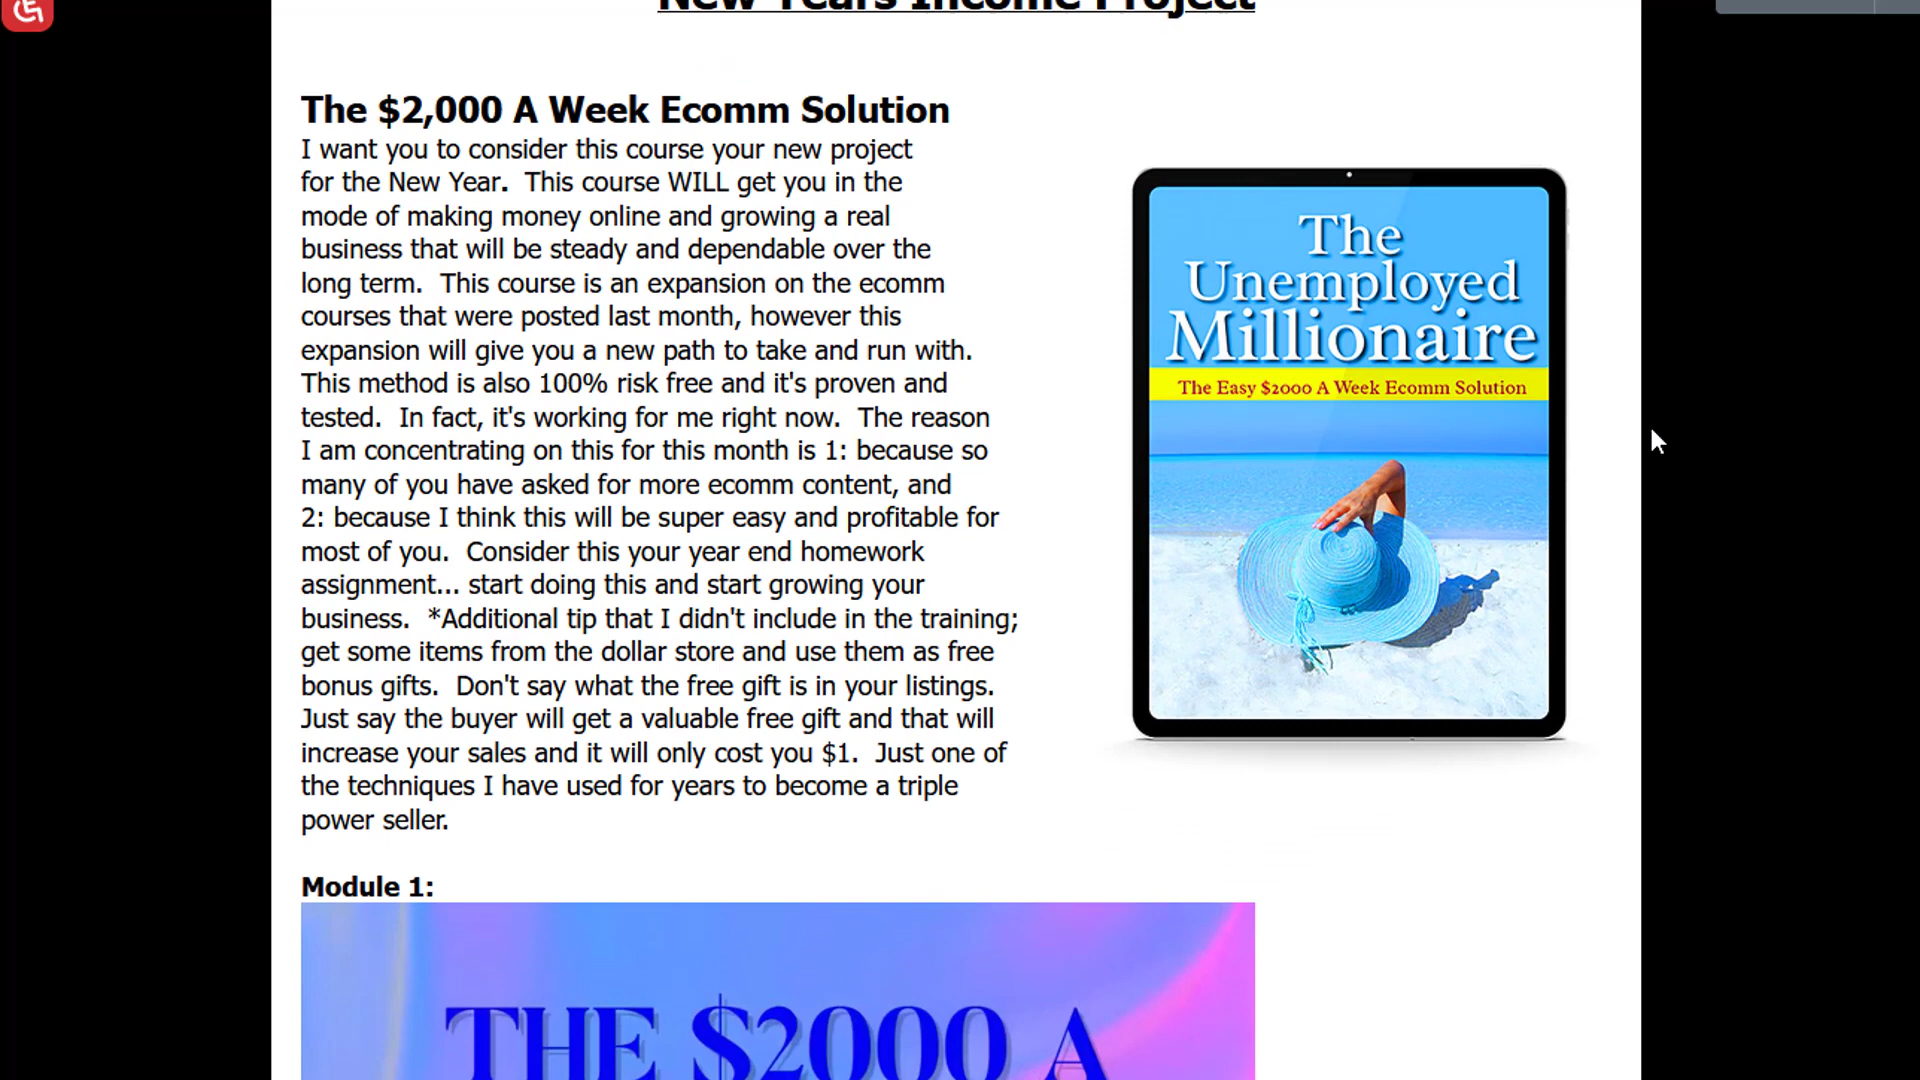 New Years Income Project
The $2,000 A Week Ecomm Solution
I want you to consider this course your new project
for the New Year.  This course WILL get you in the
mode of making money online and growing a real
business that will be steady and dependable over the
long term.  This course is an expansion on the ecomm
courses that were posted last month, however this
expansion will give you a new path to take and run with.
This method is also 100% risk free and it's proven and
tested.  In fact, it's working for me right now.  The reason
I am concentrating on this for this month is 1: because so
many of you have asked for more ecomm content, and
2: because I think this will be super easy and profitable for
most of you.  Consider this your year end homework
assignment... start doing this and start growing your
business.  *Additional tip that I didn't include in the training;
get some items from the dollar store and use them as free
bonus gifts.  Don't say what the free gift is in your listings.
Just say the buyer will get a valuable free gift and that will
increase your sales and it will only cost you $1.  Just one of
the techniques I have used for years to become a triple
power seller.
The
Unemployed
Millionaire
The Easy $2000 A Week Ecomm Solution
Module 1:
THE $2000 A